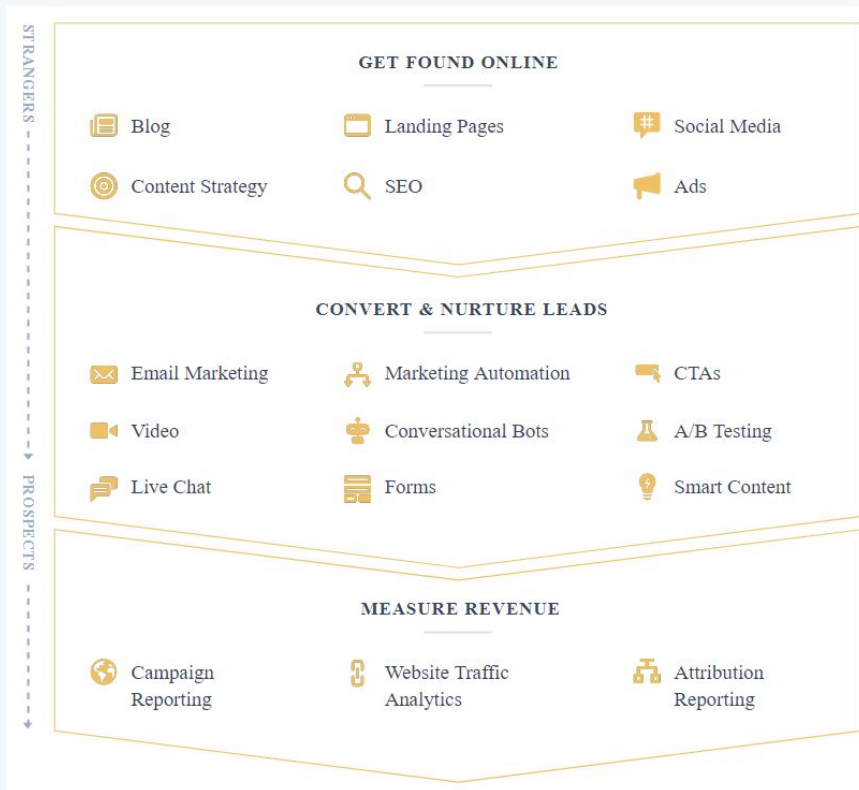 STRANGERS
GET FOUND ONLINE
Blog
Landing Pages
Social Media
Content Strategy
SEO
Ads
CONVERT & NURTURE LEADS
Email Marketing
Marketing Automation
CTAs
Video
Conversational Bots
A/B Testing
Live Chat
Forms
Smart Content
PROSPECTS
MEASURE REVENUE
Campaign
Reporting
Website Traffic
Analytics
Attribution
Reporting